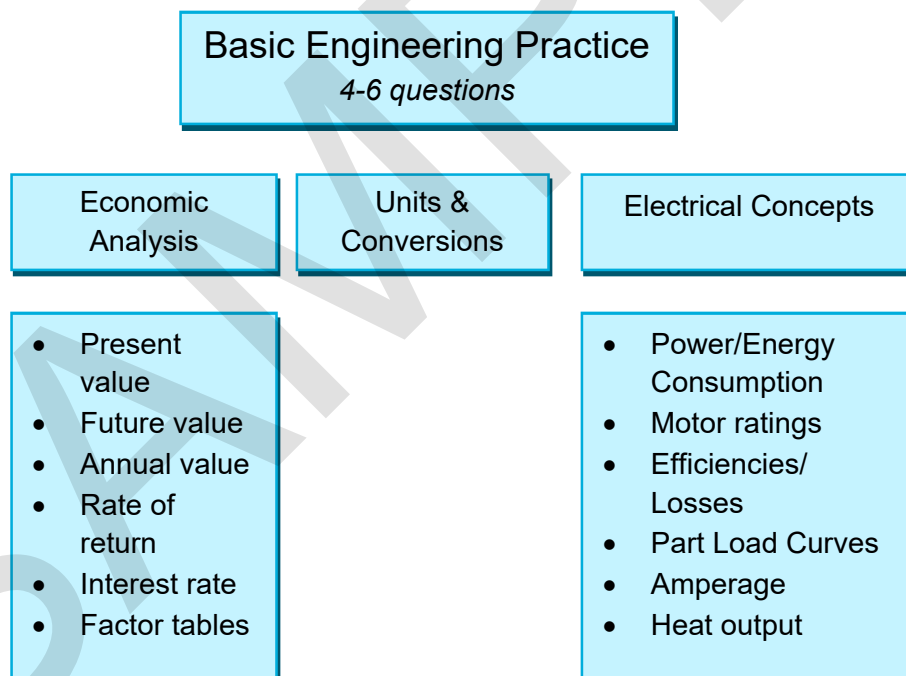 Basic Engineering Practice
4-6 questions
Economic
Analysis
Units &
Conversions
Electrical Concepts
• Present
value
• Future value
• Annual value
• Rate of
return
• Interest rate
• Factor tables
• Power/Energy
Consumption
• Motor ratings
• Efficiencies/
Losses
• Part Load Curves
• Amperage
• Heat output